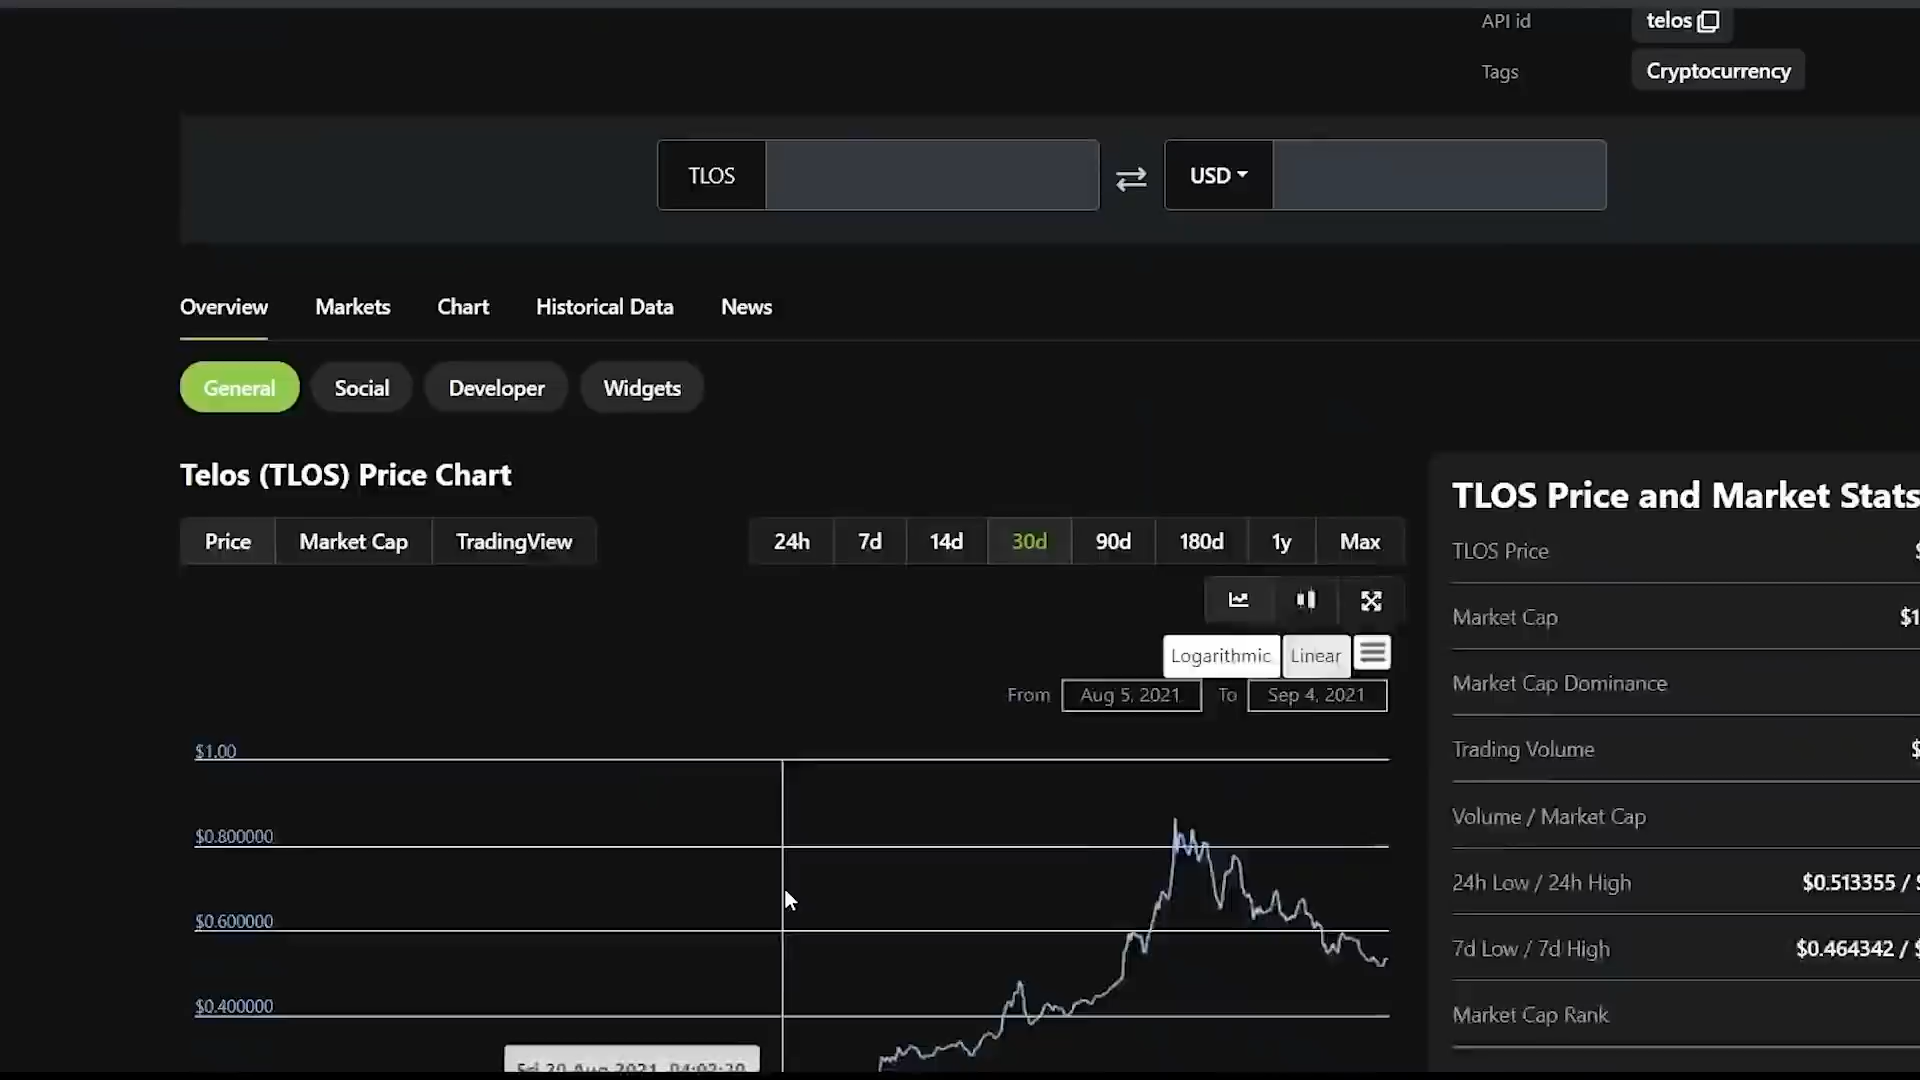 API id telos
Tags Cryptocurrency
TLOS USD
Overview Markets Chart Historical Data News
General Social Developer Widgets
Telos (TLOS) Price Chart
Price Market Cap TradingView 24h 7d 14d 30d 90d 180d 1y Max
Logarithmic Linear
From Aug 5, 2021 To Sep 4, 2021
$1.00
$0.800000
$0.600000
$0.400000
TLOS Price and Market Stats
TLOS Price $
Market Cap $1
Market Cap Dominance
Trading Volume $
Volume / Market Cap
24h Low / 24h High $0.513355 / $
7d Low / 7d High $0.464342 / $
Market Cap Rank